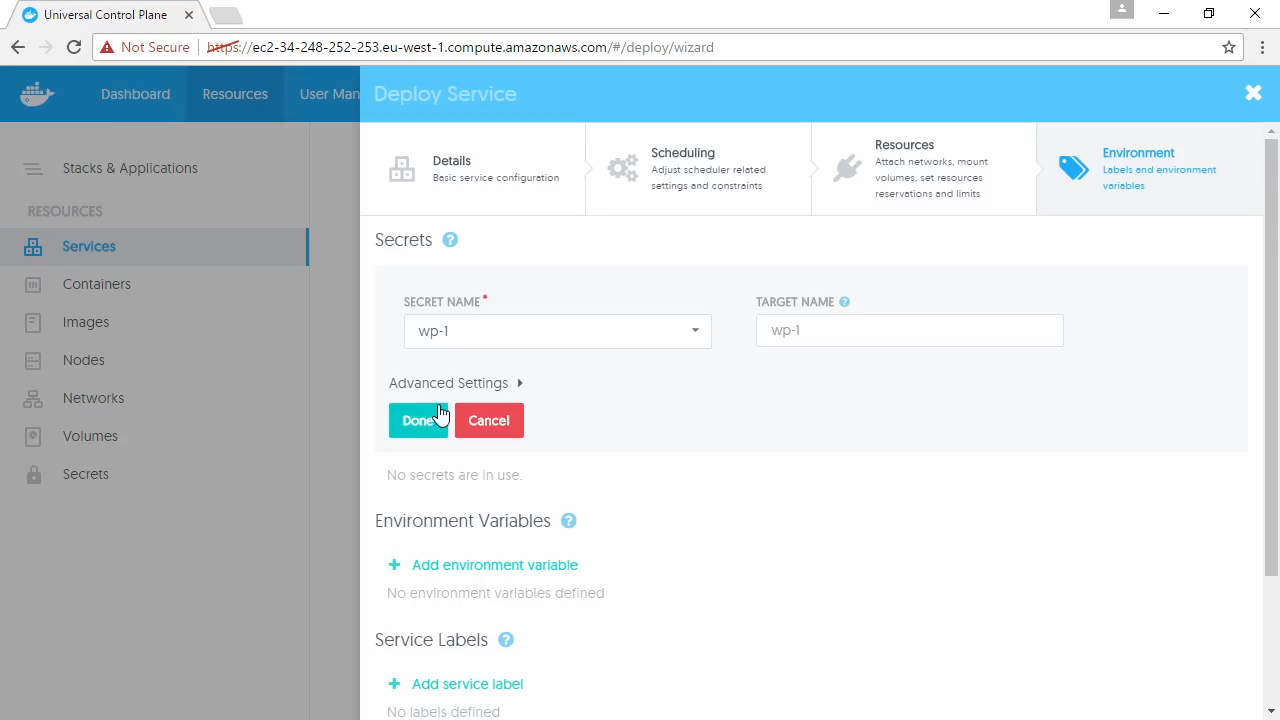 Universal Control Plane
Not Secure
https://ec2-34-248-252-253.eu-west-1.compute.amazonaws.com/#/deploy/wizard
Dashboard
Resources
User Man
Deploy Service
Details
Basic service configuration
Scheduling
Adjust scheduler related
settings and constraints
Resources
Attach networks, mount
volumes, set resources
reservations and limits
Environment
Labels and environment
variables
Stacks & Applications
RESOURCES
Services
Containers
Images
Nodes
Networks
Volumes
Secrets
Secrets ?
SECRET NAME*
TARGET NAME ?
wp-1
wp-1
Advanced Settings
Done
Cancel
No secrets are in use.
Environment Variables ?
+ Add environment variable
No environment variables defined
Service Labels ?
+ Add service label
No labels defined